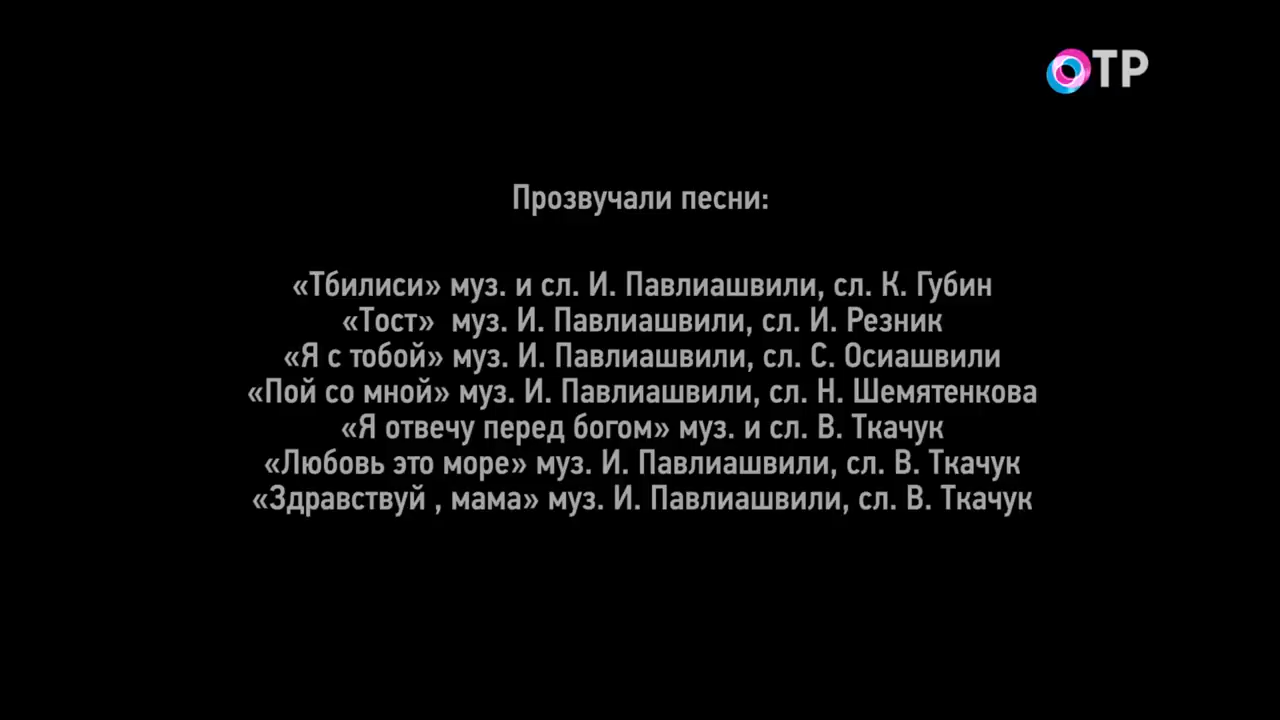 ОТР
Прозвучали песни:
«Тбилиси» муз. и сл. И. Павлиашвили, сл. К. Губин
«Тост»  муз. И. Павлиашвили, сл. И. Резник
«Я с тобой» муз. И. Павлиашвили, сл. С. Осиашвили
«Пой со мной» муз. И. Павлиашвили, сл. Н. Шемятенкова
«Я отвечу перед богом» муз. и сл. В. Ткачук
«Любовь это море» муз. И. Павлиашвили, сл. В. Ткачук
«Здравствуй , мама» муз. И. Павлиашвили, сл. В. Ткачук